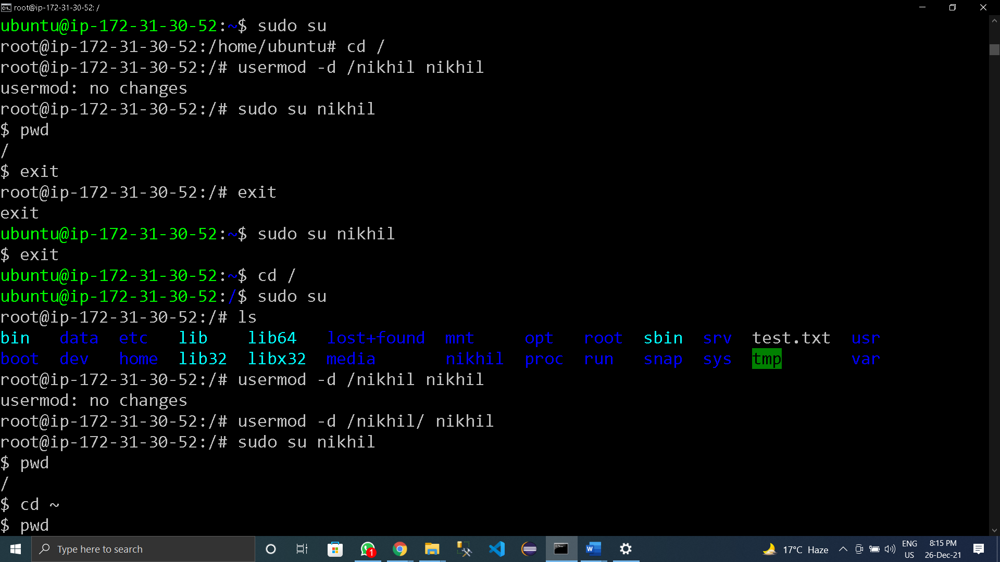 root@ip-172-31-30-52: /
ubuntu@ip-172-31-30-52:~$ sudo su
root@ip-172-31-30-52:/home/ubuntu# cd /
root@ip-172-31-30-52:/# usermod -d /nikhil nikhil
usermod: no changes
root@ip-172-31-30-52:/# sudo su nikhil
$ pwd
/
$ exit
root@ip-172-31-30-52:/# exit
exit
ubuntu@ip-172-31-30-52:~$ sudo su nikhil
$ exit
ubuntu@ip-172-31-30-52:~$ cd /
ubuntu@ip-172-31-30-52:/$ sudo su
root@ip-172-31-30-52:/# ls
bin data etc lib lib64 lost+found mnt opt root sbin srv test.txt usr
boot dev home lib32 libx32 media nikhil proc run snap sys tmp var
root@ip-172-31-30-52:/# usermod -d /nikhil nikhil
usermod: no changes
root@ip-172-31-30-52:/# usermod -d /nikhil/ nikhil
root@ip-172-31-30-52:/# sudo su nikhil
$ pwd
/
$ cd ~
$ pwd
Type here to search
1
17°C Haze
ENG
US
8:15 PM
26-Dec-21